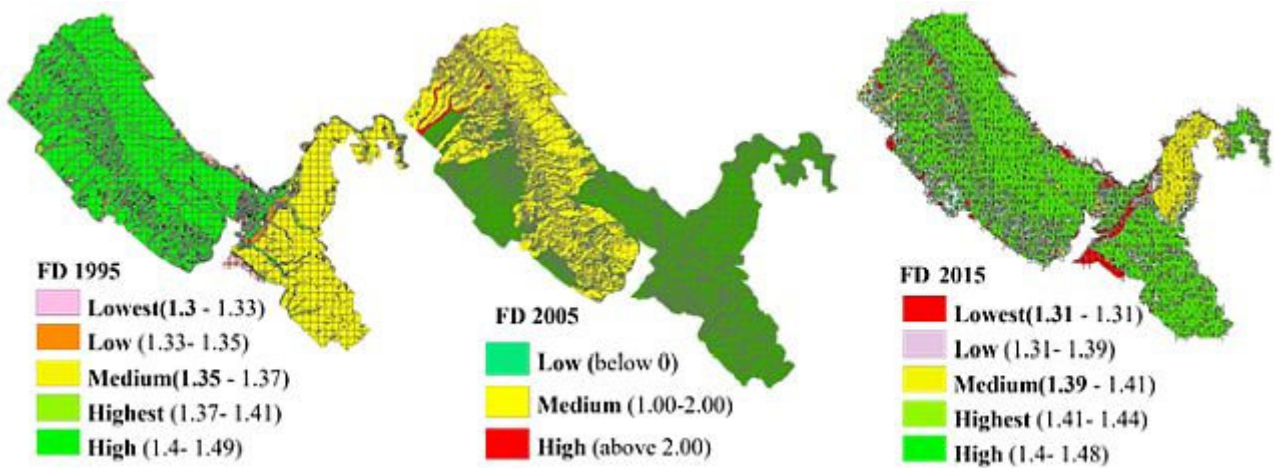 FD 1995
Lowest(1.3 - 1.33)
Low (1.33- 1.35)
Medium(1.35 - 1.37)
Highest (1.37- 1.41)
High (1.4- 1.49)
FD 2005
Low (below 0)
Medium (1.00-2.00)
High (above 2.00)
FD 2015
Lowest(1.31 - 1.31)
Low (1.31- 1.39)
Medium(1.39 - 1.41)
Highest (1.41- 1.44)
High (1.4- 1.48)